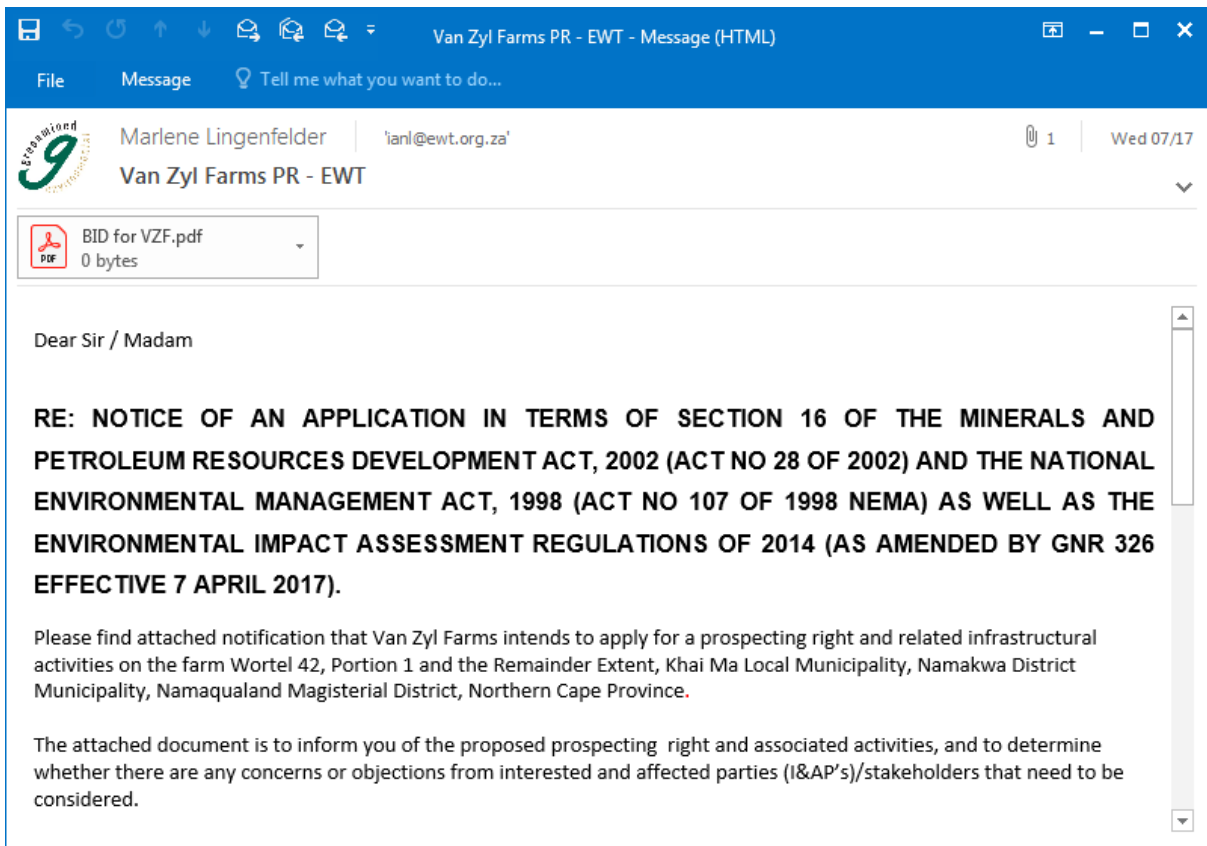 Van Zyl Farms PR - EWT - Message (HTML)
File Message Tell me what you want to do...
Marlene Lingenfelder 'ianl@ewt.org.za' 1 Wed 07/17
Van Zyl Farms PR - EWT
BID for VZF.pdf
PDF 0 bytes
Dear Sir / Madam
RE: NOTICE OF AN APPLICATION IN TERMS OF SECTION 16 OF THE MINERALS AND
PETROLEUM RESOURCES DEVELOPMENT ACT, 2002 (ACT NO 28 OF 2002) AND THE NATIONAL
ENVIRONMENTAL MANAGEMENT ACT, 1998 (ACT NO 107 OF 1998 NEMA) AS WELL AS THE
ENVIRONMENTAL IMPACT ASSESSMENT REGULATIONS OF 2014 (AS AMENDED BY GNR 326
EFFECTIVE 7 APRIL 2017).
Please find attached notification that Van Zyl Farms intends to apply for a prospecting right and related infrastructural
activities on the farm Wortel 42, Portion 1 and the Remainder Extent, Khai Ma Local Municipality, Namakwa District
Municipality, Namaqualand Magisterial District, Northern Cape Province.
The attached document is to inform you of the proposed prospecting right and associated activities, and to determine
whether there are any concerns or objections from interested and affected parties (I&AP's)/stakeholders that need to be
considered.